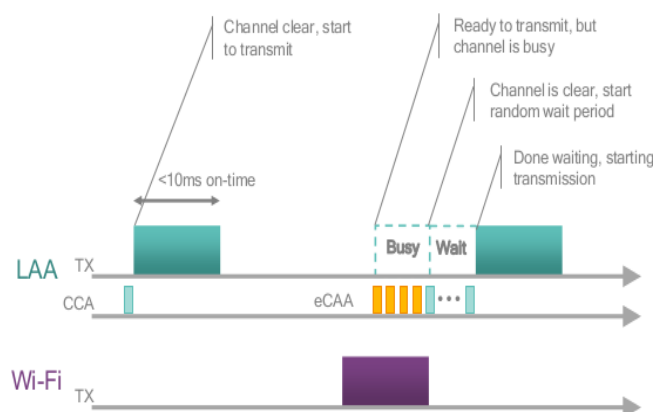 Channel clear, start
to transmit
Ready to transmit, but
channel is busy
Channel is clear, start
random wait period
Done waiting, starting
transmission
<10ms on-time
Busy
Wait
LAA
TX
CCA
eCAA
•••
Wi-Fi
TX